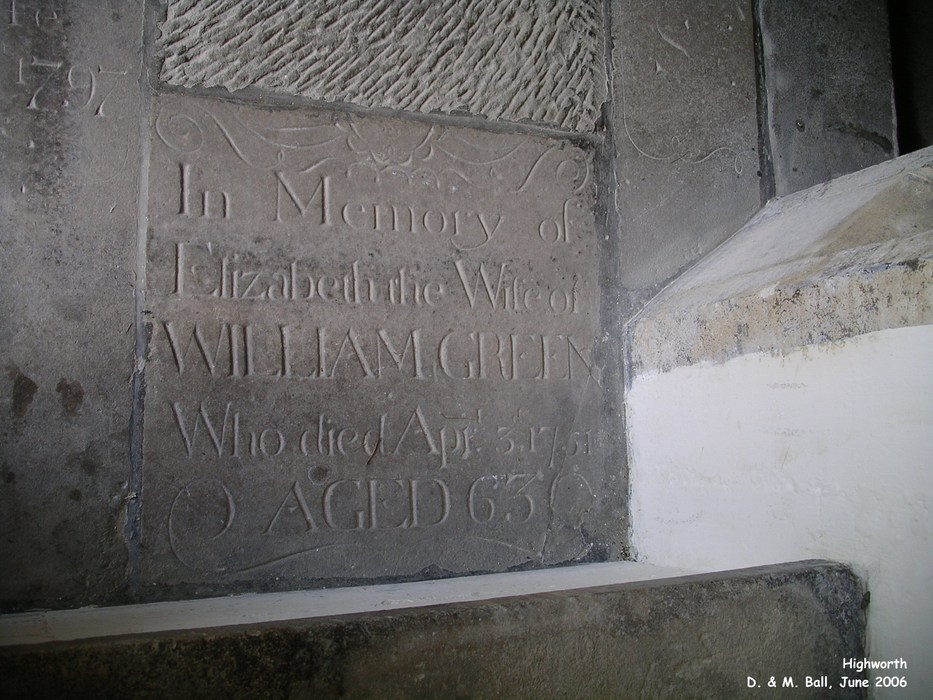 1797
In Memory of
Elizabeth the Wife of
WILLIAM GREEN
Who died Apr.l 3.d 1751
AGED 63
Highworth
D. & M. Ball, June 2006